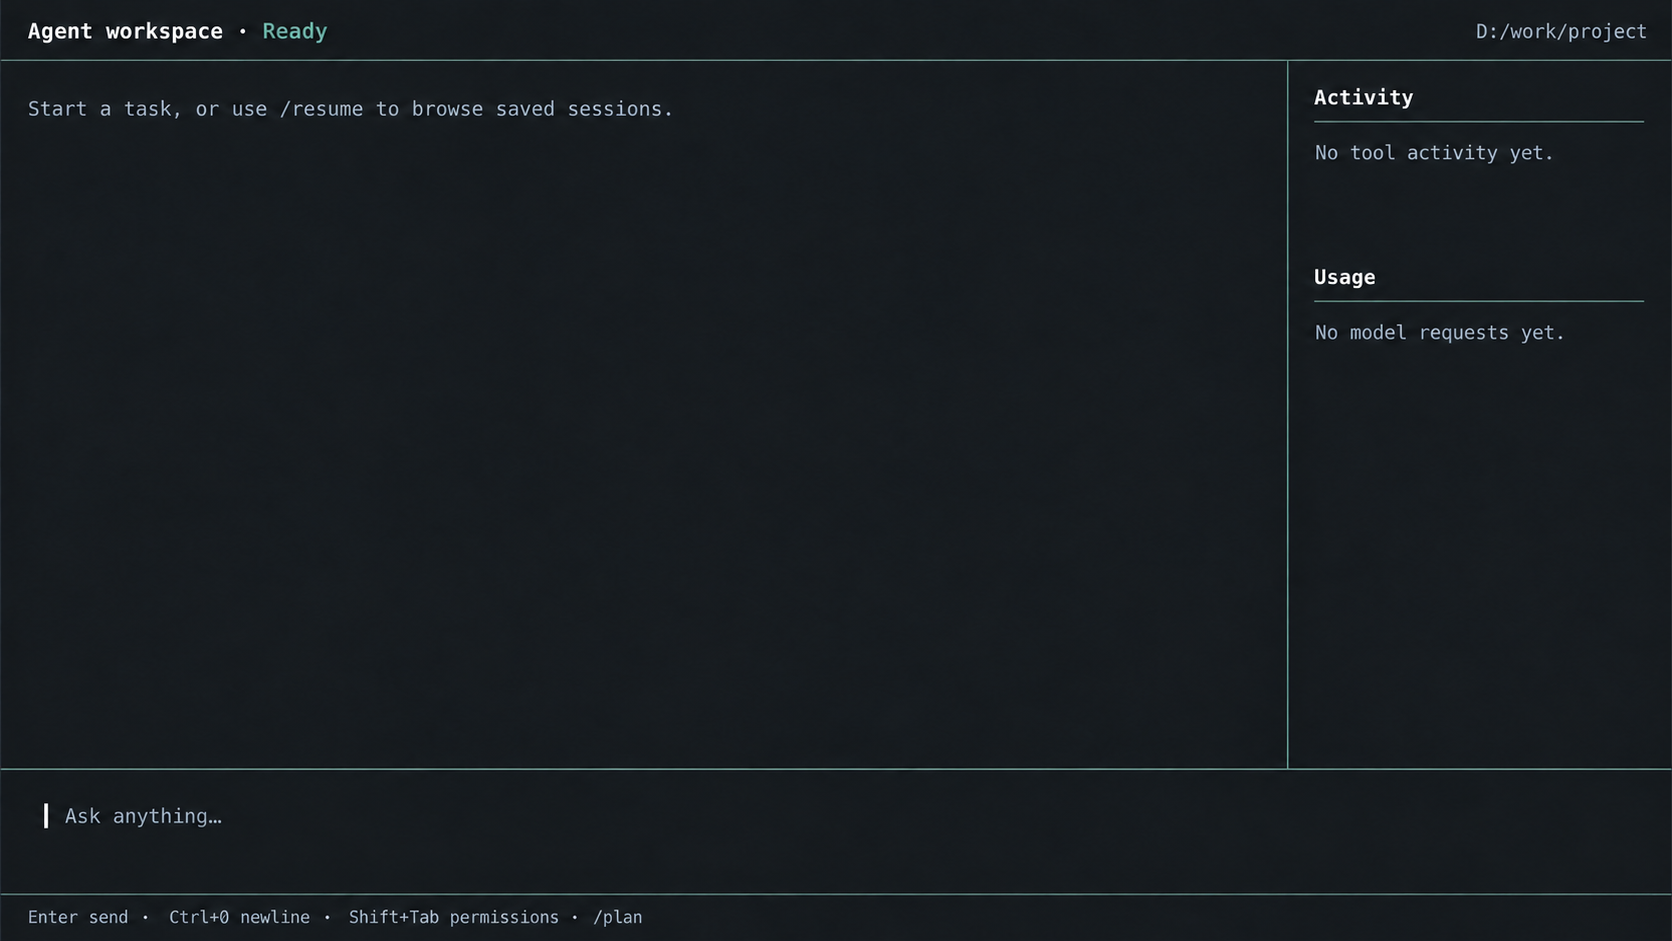 Agent workspace • Ready
D:/work/project
Start a task, or use /resume to browse saved sessions.
Activity
No tool activity yet.
Usage
No model requests yet.
Ask anything…
Enter send • Ctrl+0 newline • Shift+Tab permissions • /plan